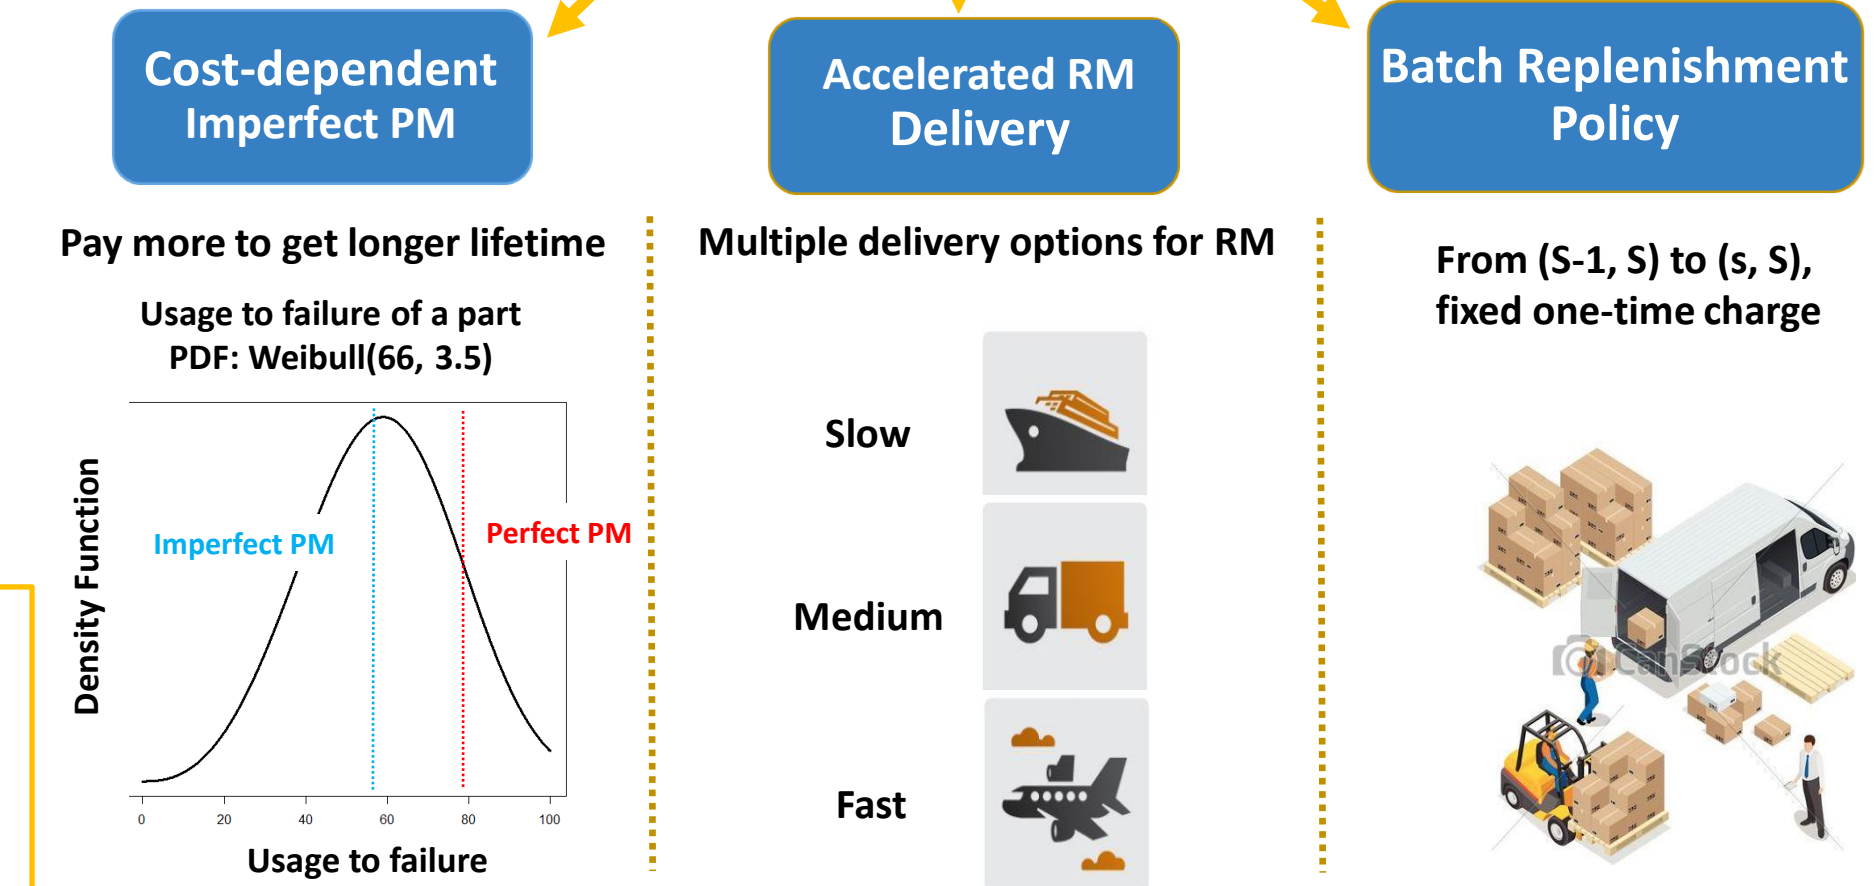 Cost-dependent
Imperfect PM
Accelerated RM
Delivery
Batch Replenishment
Policy
Pay more to get longer lifetime
Usage to failure of a part
PDF: Weibull(66, 3.5)
Density Function
Imperfect PM
Perfect PM
0 20 40 60 80 100
Usage to failure
Multiple delivery options for RM
Slow
Medium
Fast
From (S-1, S) to (s, S),
fixed one-time charge
CanStock